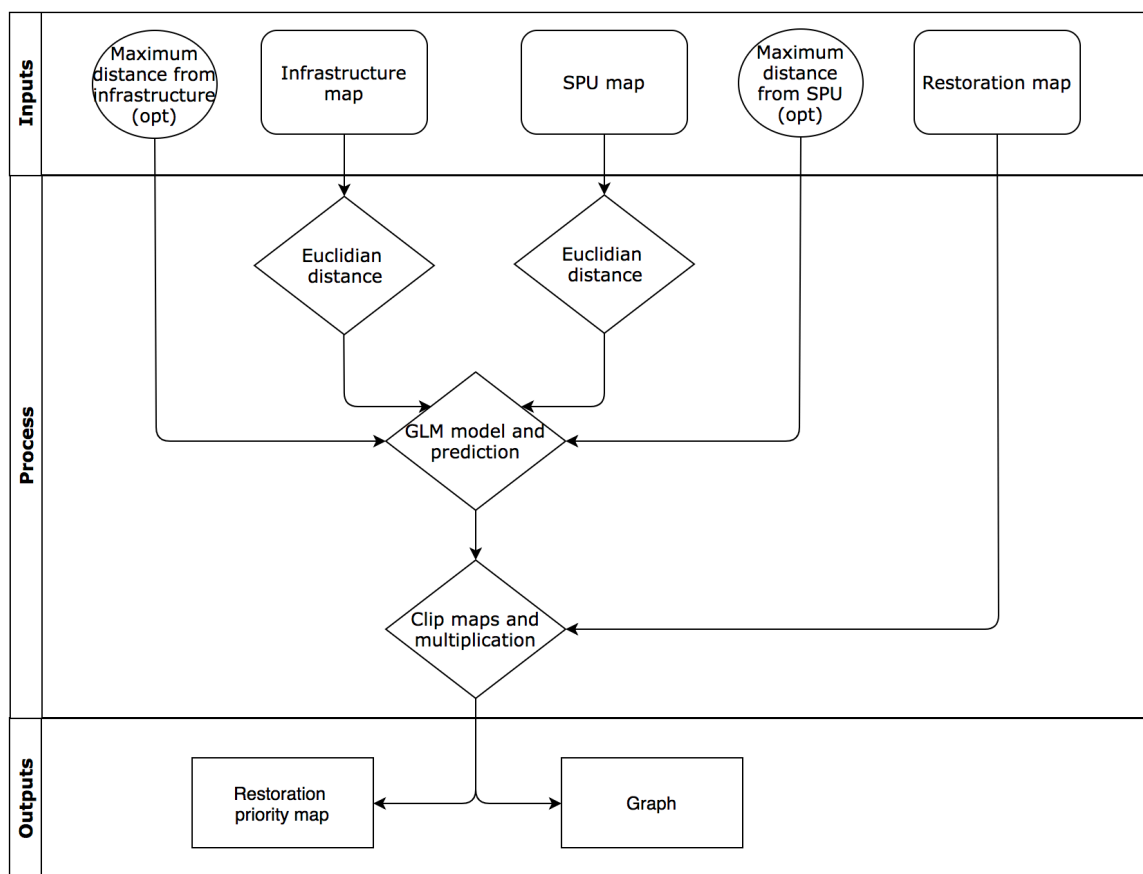 Inputs
Maximum
distance from
infrastructure
(opt)
Infrastructure
map
SPU map
Maximum
distance
from SPU
(opt)
Restoration map
Process
Euclidian
distance
Euclidian
distance
GLM model and
prediction
Clip maps and
multiplication
Outputs
Restoration
priority map
Graph